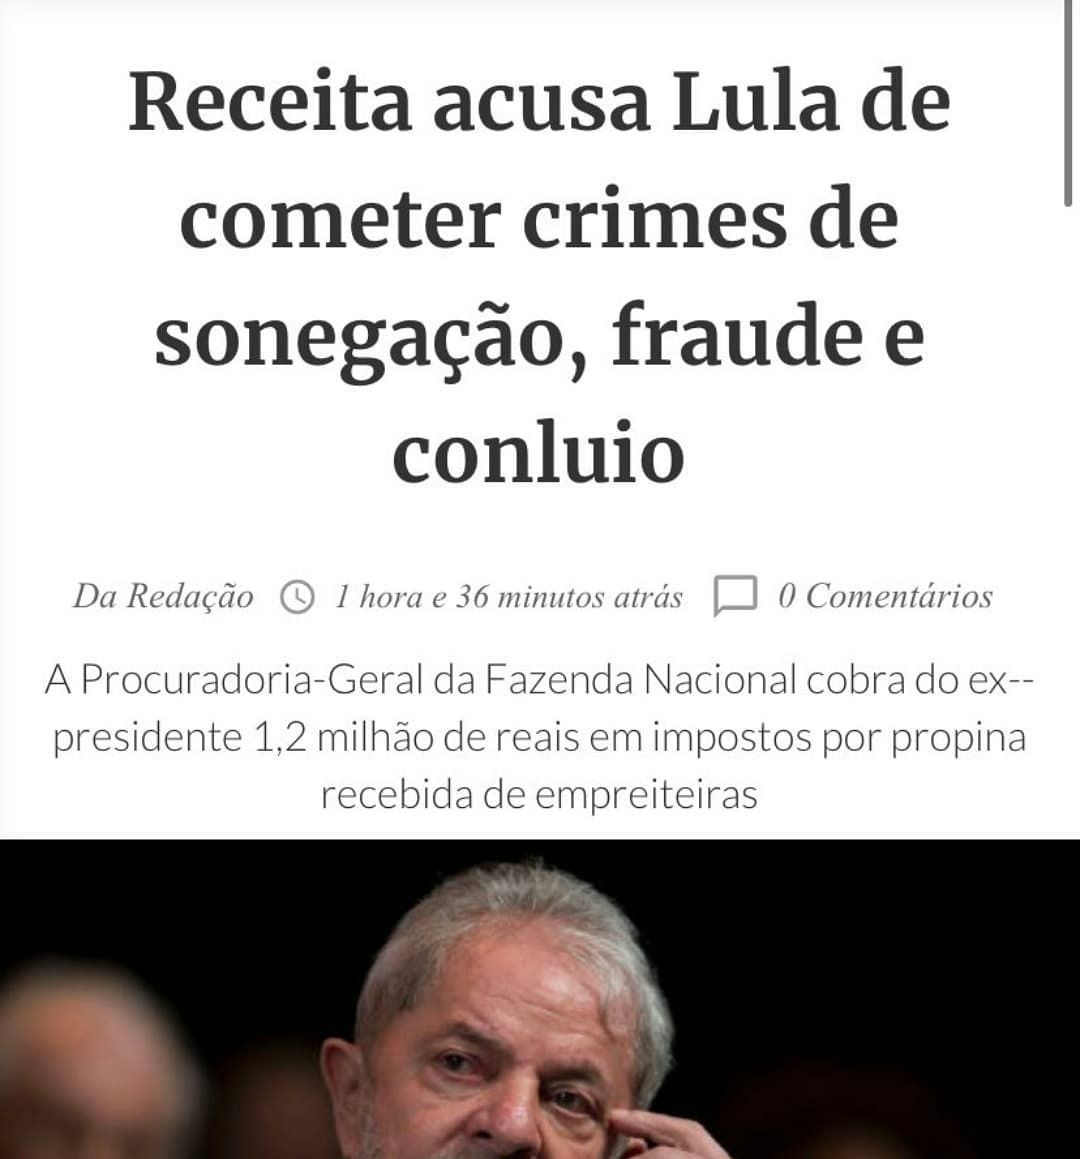 Receita acusa Lula de
cometer crimes de
sonegação, fraude e
conluio
Da Redação 1 hora e 36 minutos atrás 0 Comentários
A Procuradoria-Geral da Fazenda Nacional cobra do ex--
presidente 1,2 milhão de reais em impostos por propina
recebida de empreiteiras